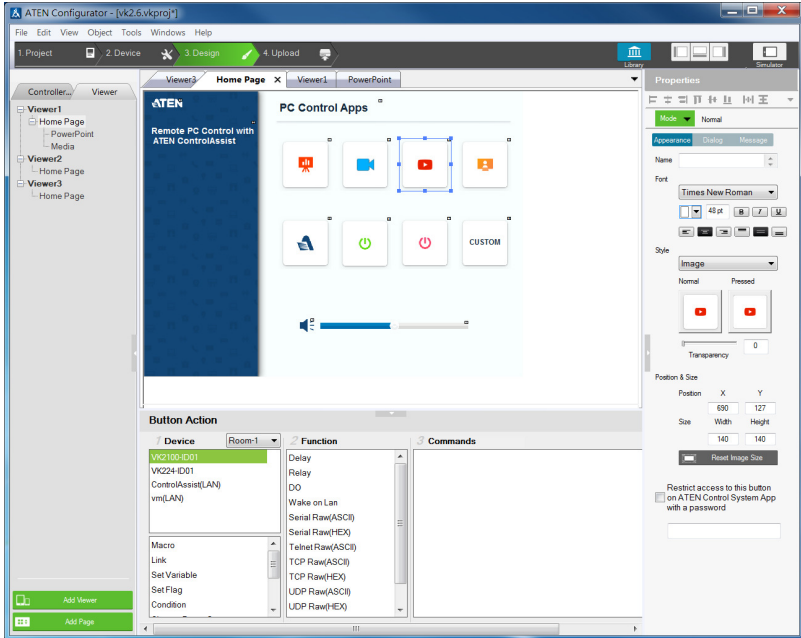 ATEN Configurator - [vk2.6.vkproj*]
File Edit View Object Tools Windows Help
1. Project
2. Device
3. Design
4. Upload
Library
Simulator
Controller...
Viewer
Viewer1
Home Page
PowerPoint
Media
Viewer2
Home Page
Viewer3
Home Page
Add Viewer
Add Page
Viewer3
Home Page X
Viewer1
PowerPoint
ATEN
Remote PC Control with
ATEN ControlAssist
PC Control Apps
CUSTOM
Button Action
1 Device
Room-1
VK2100-ID01
VK224-ID01
ControlAssist(LAN)
vm(LAN)
Macro
Link
Set Variable
Set Flag
Condition
2 Function
Delay
Relay
DO
Wake on Lan
Serial Raw(ASCII)
Serial Raw(HEX)
Telnet Raw(ASCII)
TCP Raw(ASCII)
TCP Raw(HEX)
UDP Raw(ASCII)
UDP Raw(HEX)
3 Commands
Properties
Mode
Normal
Appearance
Dialog
Message
Name
Font
Times New Roman
48 pt
B I U
Style
Image
Normal
Pressed
0
Transparency
Position & Size
Position X Y
690 127
Size Width Height
140 140
Reset Image Size
Restrict access to this button
on ATEN Control System App
with a password